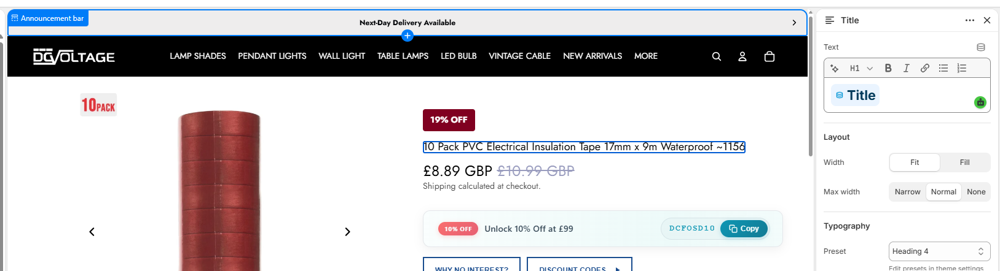 Announcement bar
Next-Day Delivery Available
DGVOLTAGE
LAMP SHADES PENDANT LIGHTS WALL LIGHT TABLE LAMPS LED BULB VINTAGE CABLE NEW ARRIVALS MORE
10PACK
19% OFF
10 Pack PVC Electrical Insulation Tape 17mm x 9m Waterproof ~1156
£8.89 GBP £10.99 GBP
Shipping calculated at checkout.
10% OFF Unlock 10% Off at £99 DCFOSD10 Copy
WHY NO INTEREST? DISCOUNT CODES
Title
Text
H1 B I
Title
Layout
Width Fit Fill
Max width Narrow Normal None
Typography
Preset Heading 4
Edit presets in theme settings